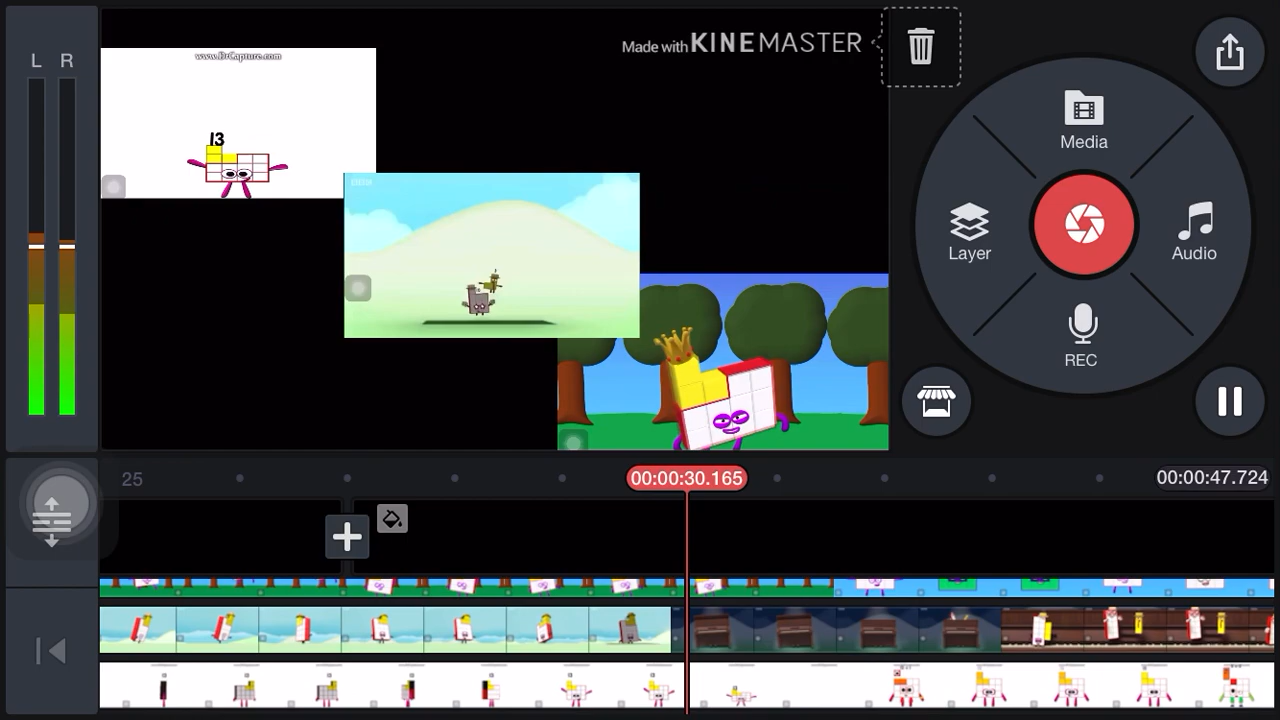 L R
www.DrCapture.com
13
Made with KINEMASTER
Media
Layer
Audio
REC
25
00:00:30.165
00:00:47.724